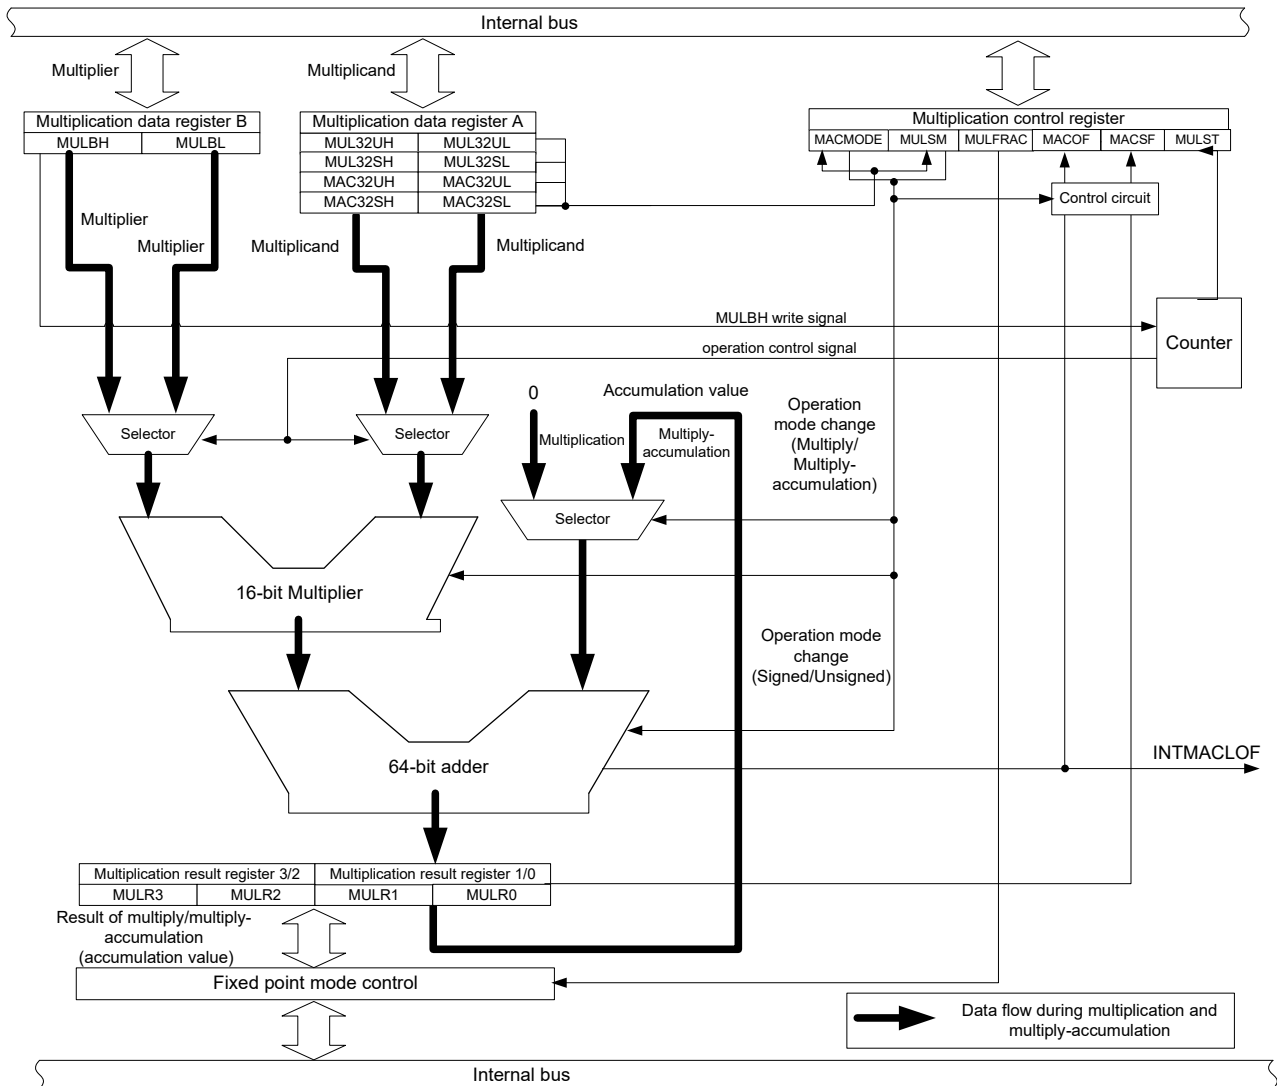 Internal bus
Multiplier
Multiplicand
Multiplication data register B
MULBH MULBL
Multiplication data register A
MUL32UH MUL32UL
MUL32SH MUL32SL
MAC32UH MAC32UL
MAC32SH MAC32SL
Multiplication control register
MACMODE MULSM MULFRAC MACOF MACSF MULST
Control circuit
Multiplier
Multiplier
Multiplicand
Multiplicand
MULBH write signal
operation control signal
Counter
0
Accumulation value
Multiplication
Multiply-
accumulation
Operation
mode change
(Multiply/
Multiply-
accumulation)
Selector
Selector
Selector
16-bit Multiplier
Operation mode
change
(Signed/Unsigned)
64-bit adder
INTMACLOF
Multiplication result register 3/2 Multiplication result register 1/0
MULR3 MULR2 MULR1 MULR0
Result of multiply/multiply-
accumulation
(accumulation value)
Fixed point mode control
Data flow during multiplication and
multiply-accumulation
Internal bus